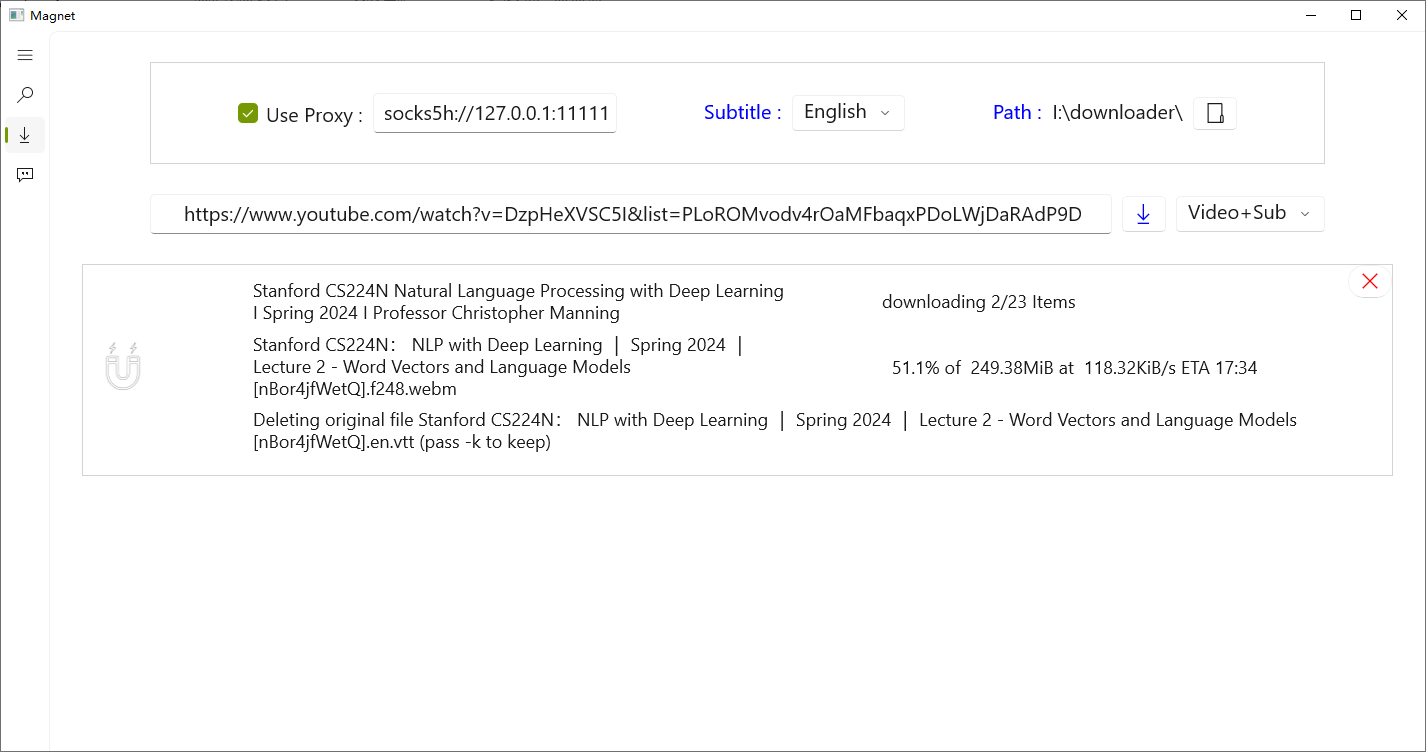 Magnet
Use Proxy :
socks5h://127.0.0.1:11111
Subtitle :
English
Path :
I:\downloader\
https://www.youtube.com/watch?v=DzpHeXVSC5I&list=PLoROMvodv4rOaMFbaqxPDoLWjDaRAdP9D
Video+Sub
Stanford CS224N Natural Language Processing with Deep Learning
I Spring 2024 I Professor Christopher Manning
downloading 2/23 Items
Stanford CS224N： NLP with Deep Learning ｜ Spring 2024 ｜
Lecture 2 - Word Vectors and Language Models
[nBor4jfWetQ].f248.webm
51.1% of 249.38MiB at 118.32KiB/s ETA 17:34
Deleting original file Stanford CS224N： NLP with Deep Learning ｜ Spring 2024 ｜ Lecture 2 - Word Vectors and Language Models
[nBor4jfWetQ].en.vtt (pass -k to keep)